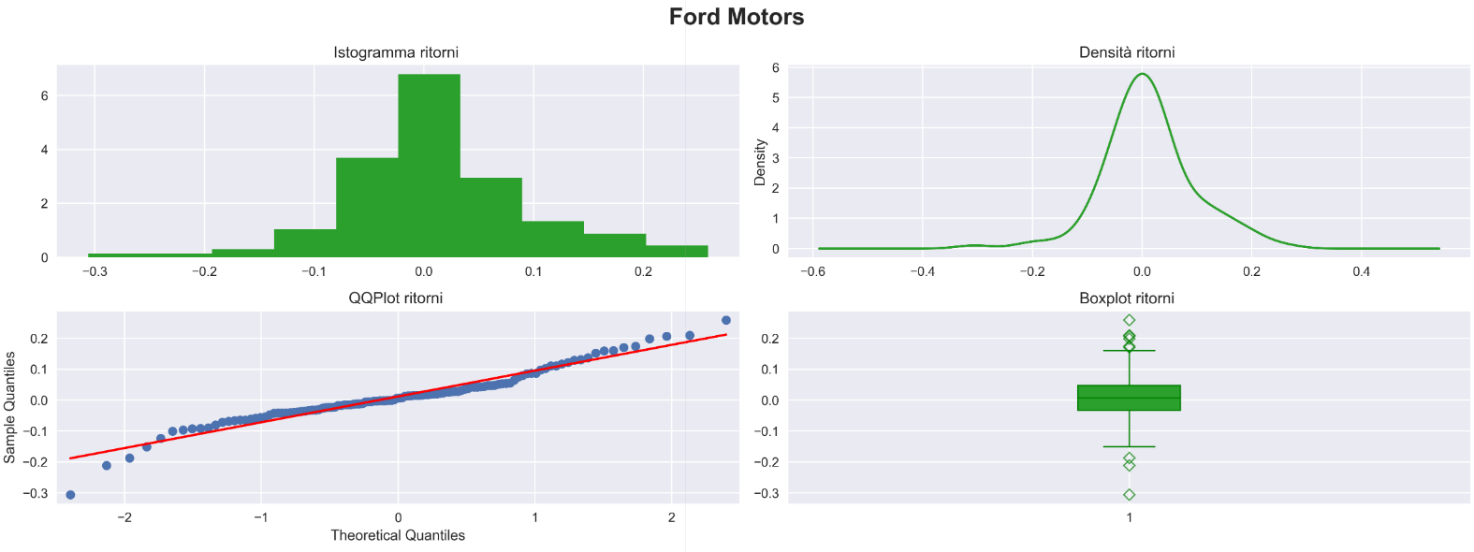 Ford Motors
Istogramma ritorni
6
4
2
0
−0.3 −0.2 −0.1 0.0 0.1 0.2
Densità ritorni
Density
6
5
4
3
2
1
0
−0.6 −0.4 −0.2 0.0 0.2 0.4
QQPlot ritorni
Sample Quantiles
0.2
0.1
0.0
−0.1
−0.2
−0.3
−2 −1 0 1 2
Theoretical Quantiles
Boxplot ritorni
0.2
0.1
0.0
−0.1
−0.2
−0.3
1